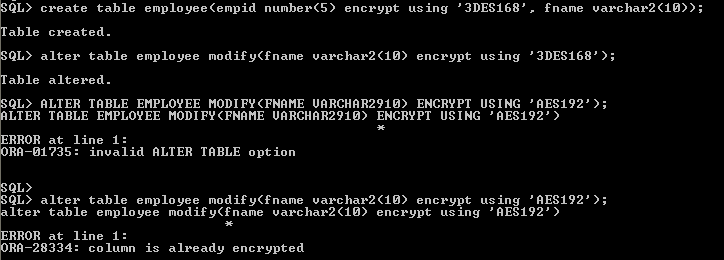 SQL> create table employee(empid number(5) encrypt using '3DES168', fname varchar2(10));
Table created.
SQL> alter table employee modify(fname varchar2(10) encrypt using '3DES168');
Table altered.
SQL> ALTER TABLE EMPLOYEE MODIFY(FNAME VARCHAR2910) ENCRYPT USING 'AES192');
ALTER TABLE EMPLOYEE MODIFY(FNAME VARCHAR2910) ENCRYPT USING 'AES192')
*
ERROR at line 1:
ORA-01735: invalid ALTER TABLE option
SQL>
SQL> alter table employee modify(fname varchar2(10) encrypt using 'AES192');
alter table employee modify(fname varchar2(10) encrypt using 'AES192')
*
ERROR at line 1:
ORA-28334: column is already encrypted